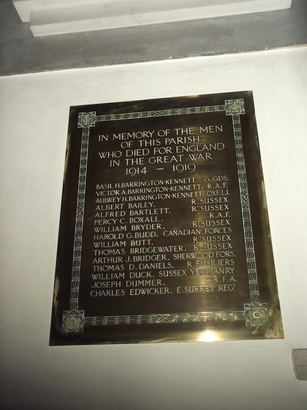 IN MEMORY OF THE MEN
OF THIS PARISH
WHO DIED FOR ENGLAND
IN THE GREAT WAR
1914 - 1919
BASIL H. BARRINGTON-KENNETT, G. GDS.
VICTOR A. BARRINGTON-KENNETT, R.A.F.
AUBREY H. BARRINGTON-KENNETT, OXF. L.I.
ALBERT BAILEY, R. SUSSEX
ALFRED BARTLETT, R. SUSSEX
PERCY C. BOXALL, R.A.F.
WILLIAM BRYDER, R. SUSSEX
HAROLD G. BUDD, CANADIAN FORCES
WILLIAM BUTT, R. SUSSEX
THOMAS BRIDGEWATER, R. SUSSEX
ARTHUR J. BRIDGER, SHERWOOD FORS.
THOMAS D. DANIELS, R. FUSILIERS
WILLIAM DUCK, SUSSEX YEOMANRY
JOSEPH DUMMER, R.F.A.
CHARLES EDWICKER, E. SURREY REGT